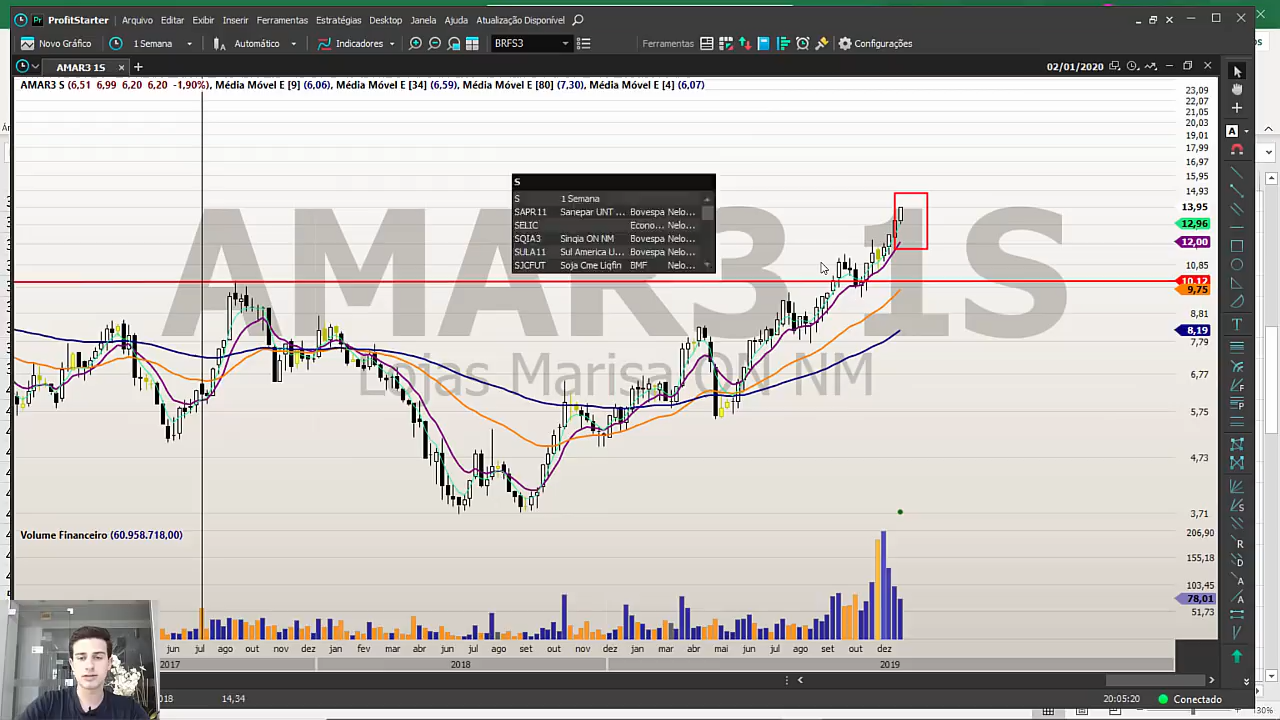 ProfitStarter Arquivo Editar Exibir Inserir Ferramentas Estratégias Desktop Janela Ajuda Atualização Disponível
Novo Gráfico 1 Semana Automático Indicadores BRFS3 Ferramentas Configurações
AMAR3 1S 02/01/2020
AMAR3 S (6,51 6,99 6,20 6,20 -1,90%), Média Móvel E [9] (6,06), Média Móvel E [34] (6,59), Média Móvel E [80] (7,30), Média Móvel E [4] (6,07)
23,09
22,07
21,05
20,03
19,01
17,99
16,97
15,95
14,93
13,95
12,96
12,00
10,85
10,12
9,75
8,81
8,19
7,79
6,77
5,75
4,73
3,71
S
S 1 Semana
SAPR11 Sanepar UNT ... Bovespa Nelo...
SELIC Econo... Nelo...
SQIA3 Sinqia ON NM Bovespa Nelo...
SULA11 Sul America U... Bovespa Nelo...
SJCFUT Soja Cme Liqfin BMF Nelo...
AMAR3 1S
Lojas Marisa ON NM
Volume Financeiro (60.958.718,00)
206,90
155,18
103,45
78,01
51,73
jun jul ago out nov dez jan fev mar abr jun jul ago set out nov dez jan fev mar abr mai jun jul ago set out dez
2017 2018 2019
018 14,34 20:05:20 Conectado
30%